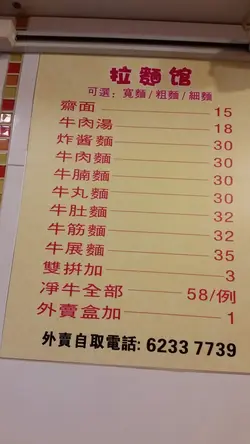 拉麵馆
可選：寬麵/粗麵/細麵
齋面 15
牛肉湯 18
炸酱麵 30
牛肉麵 30
牛腩麵 30
牛丸麵 30
牛肚麵 32
牛筋麵 32
牛展麵 35
雙拼加 3
凈牛全部 58/例
外賣盒加 1
外賣自取電話: 6233 7739